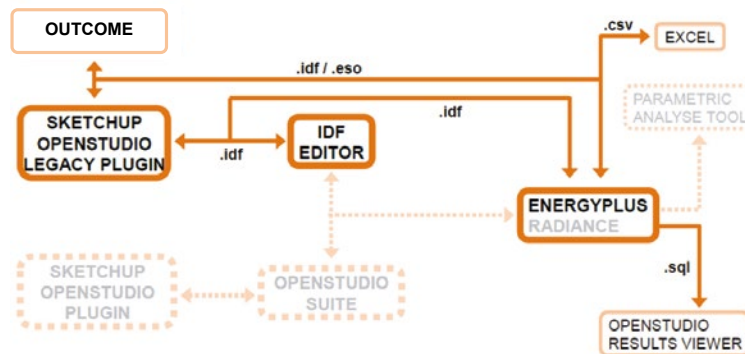 OUTCOME
.csv
EXCEL
.idf / .eso
.idf
PARAMETRIC
ANALYSE TOOL
SKETCHUP
OPENSTUDIO
LEGACY PLUGIN
.idf
IDF
EDITOR
ENERGYPLUS
RADIANCE
.sql
SKETCHUP
OPENSTUDIO
PLUGIN
OPENSTUDIO
SUITE
OPENSTUDIO
RESULTS VIEWER